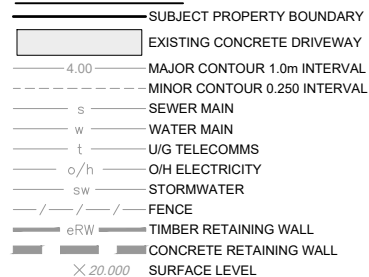 SUBJECT PROPERTY BOUNDARY
EXISTING CONCRETE DRIVEWAY
4.00 MAJOR CONTOUR 1.0m INTERVAL
MINOR CONTOUR 0.250 INTERVAL
s SEWER MAIN
w WATER MAIN
t U/G TELECOMMS
o/h O/H ELECTRICITY
sw STORMWATER
/ / / FENCE
eRW TIMBER RETAINING WALL
CONCRETE RETAINING WALL
× 20.000 SURFACE LEVEL